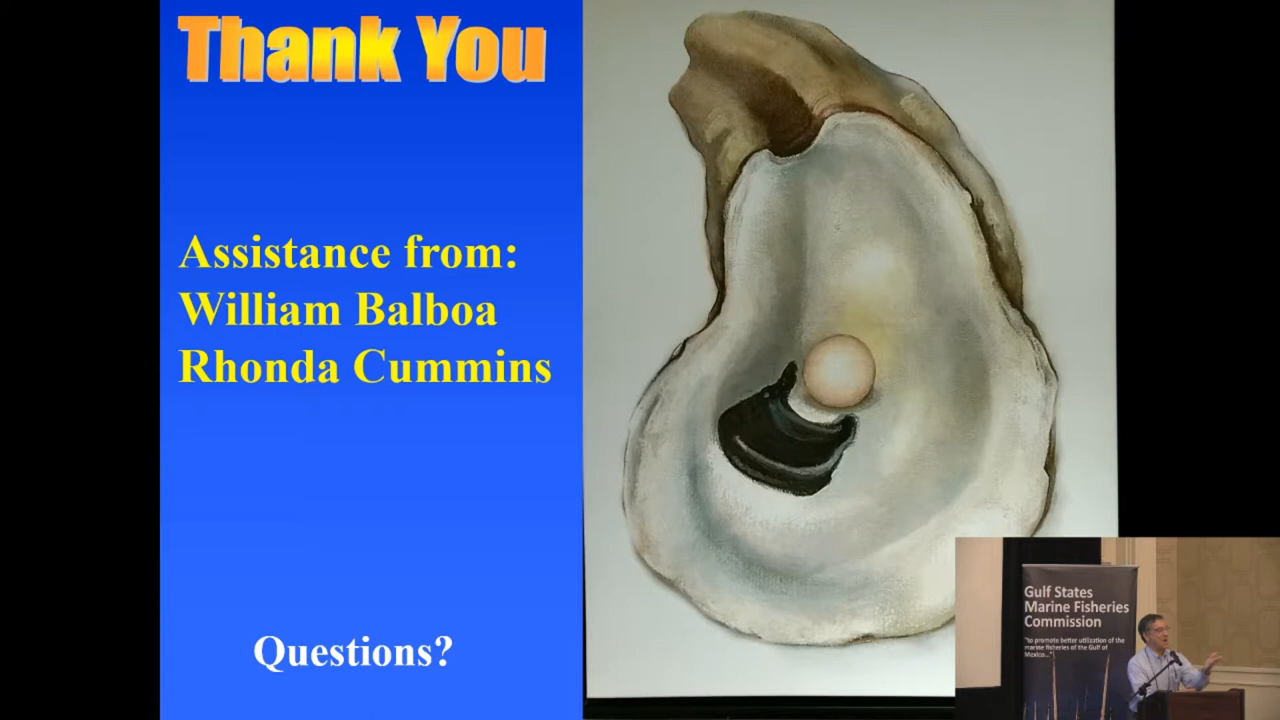 Thank You
Assistance from:
William Balboa
Rhonda Cummins
Questions?
Gulf States
Marine Fisheries
Commission
"to promote better utilization of the
marine fisheries of the Gulf of
Mexico..."